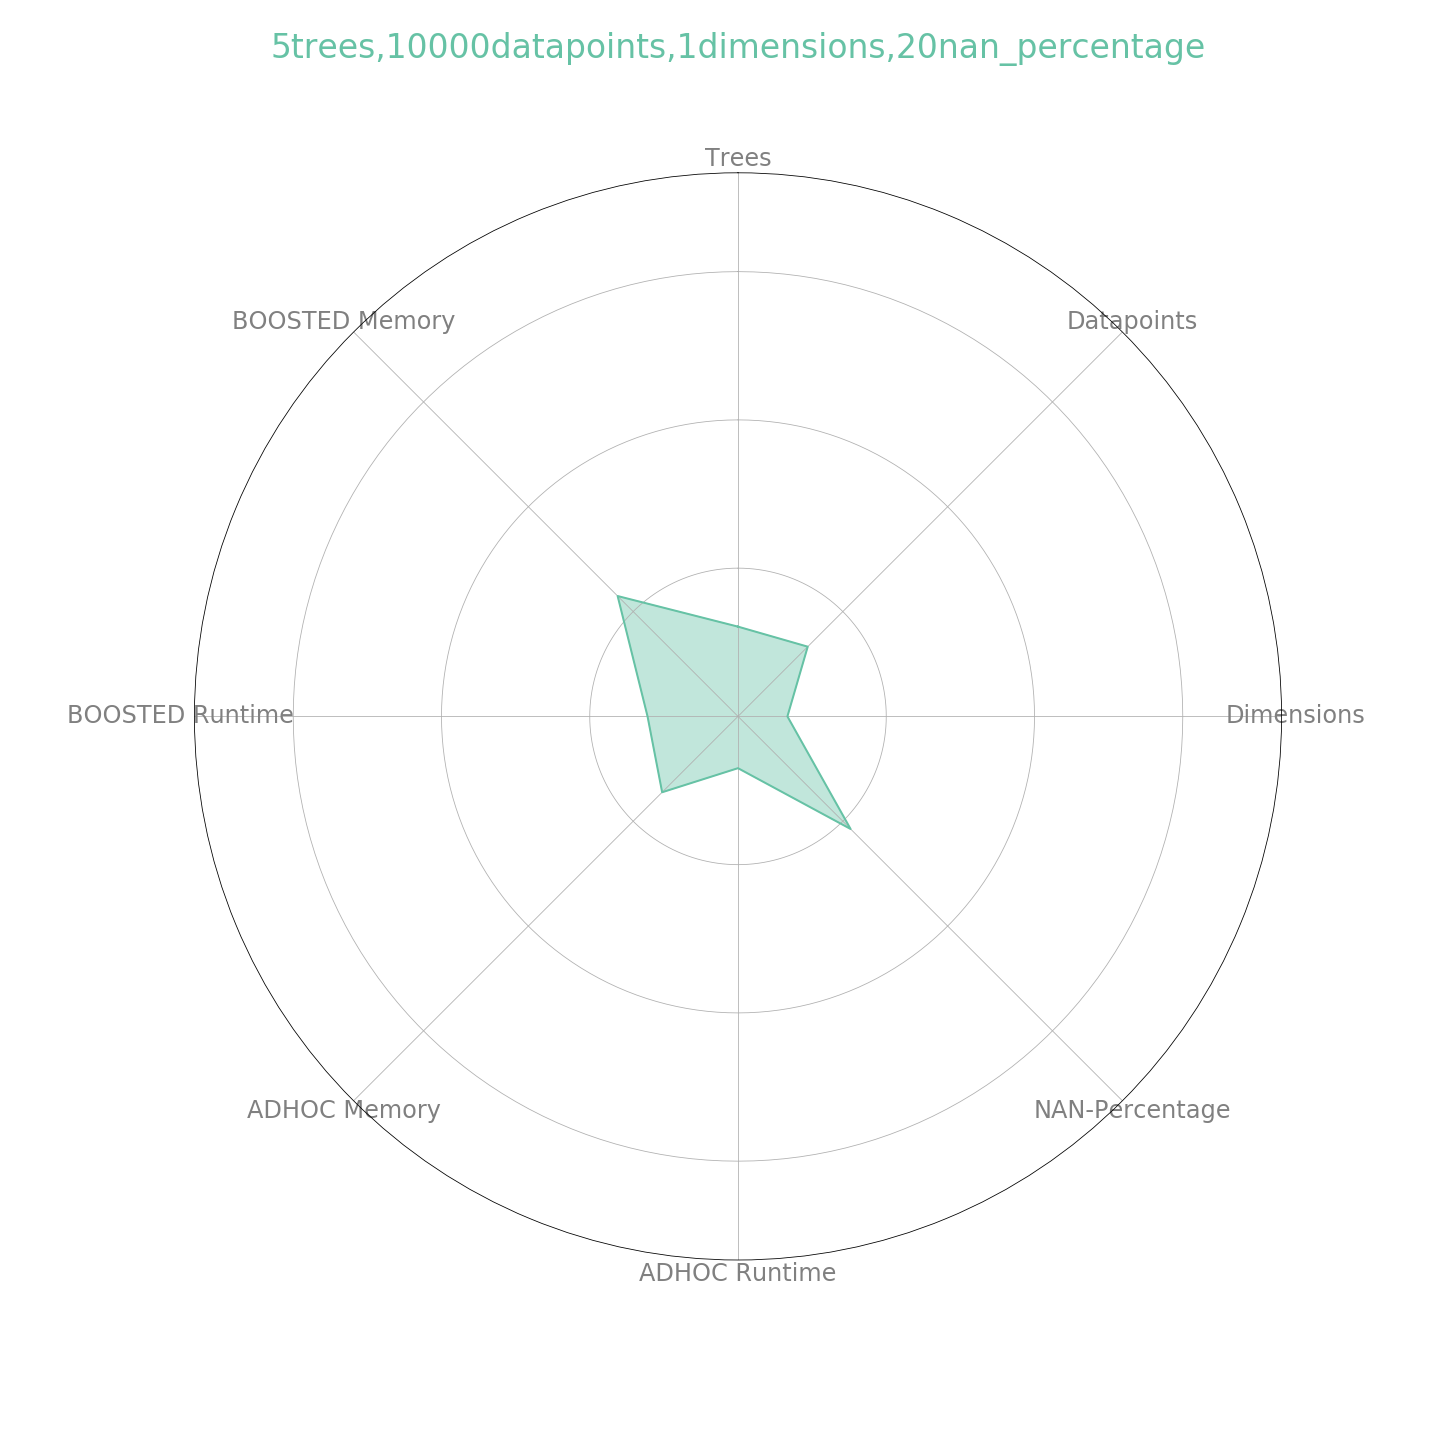 5trees,10000datapoints,1dimensions,20nan_percentage
Trees
BOOSTED Memory
Datapoints
BOOSTED Runtime
Dimensions
ADHOC Memory
NAN-Percentage
ADHOC Runtime